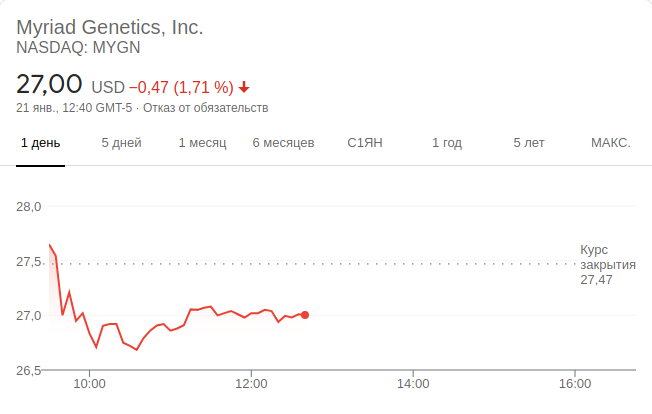 Myriad Genetics, Inc.
NASDAQ: MYGN
27,00 USD −0,47 (1,71 %)
21 янв., 12:40 GMT-5 · Отказ от обязательств
1 день 5 дней 1 месяц 6 месяцев С1ЯН 1 год 5 лет МАКС.
28,0
27,5
27,0
26,5
Курс
закрытия
27,47
10:00 12:00 14:00 16:00